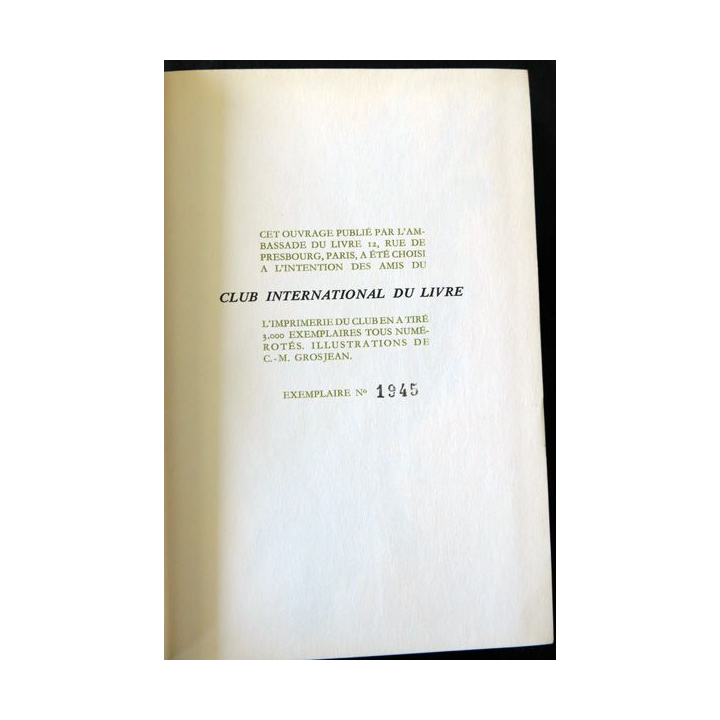 CET OUVRAGE PUBLIÉ PAR L'AM-
BASSADE DU LIVRE 12, RUE DE
PRESBOURG, PARIS, A ÉTÉ CHOISI
A L'INTENTION DES AMIS DU
CLUB INTERNATIONAL DU LIVRE
L'IMPRIMERIE DU CLUB EN A TIRÉ
3.000 EXEMPLAIRES TOUS NUMÉ-
ROTÉS. ILLUSTRATIONS DE
C.-M. GROSJEAN.
EXEMPLAIRE Nº 1945